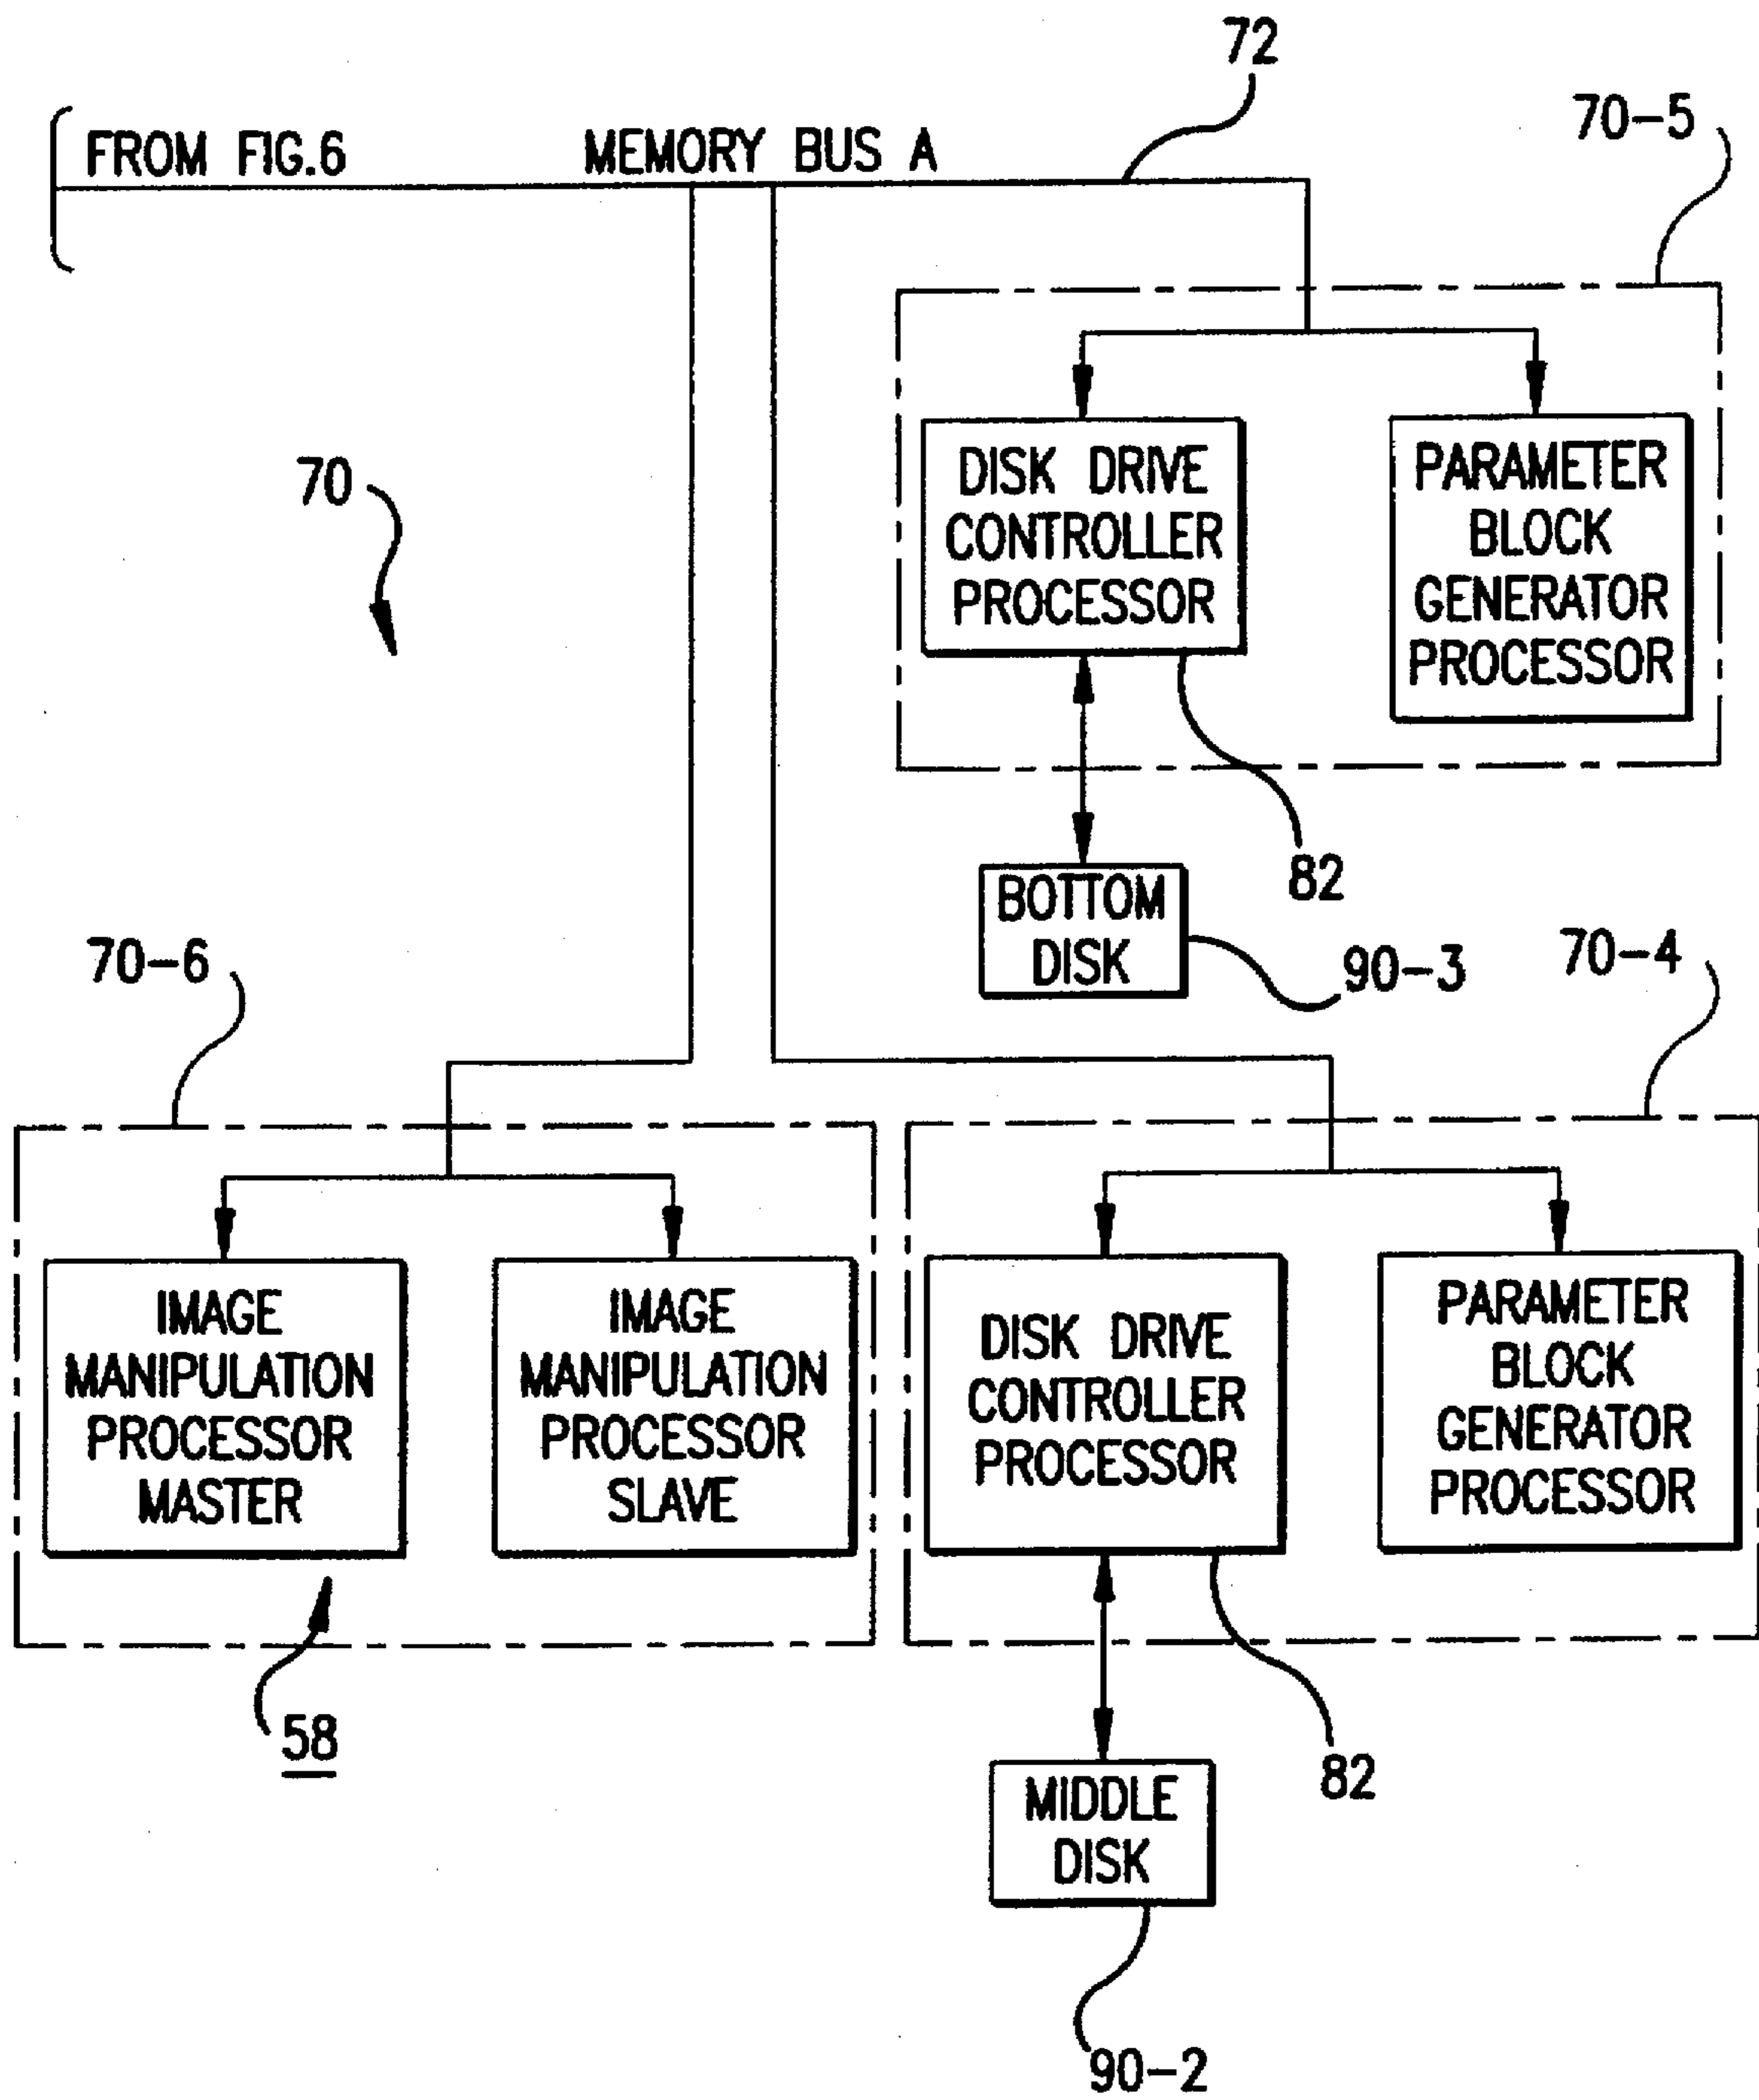 72
70-5
FROM FIG.6
MEMORY BUS A
70
DISK DRIVE
CONTROLLER
PROCESSOR
PARAMETER
BLOCK
GENERATOR
PROCESSOR
82
BOTTOM
DISK
90-3
70-6
70-4
IMAGE
MANIPULATION
PROCESSOR
MASTER
IMAGE
MANIPULATION
PROCESSOR
SLAVE
DISK DRIVE
CONTROLLER
PROCESSOR
PARAMETER
BLOCK
GENERATOR
PROCESSOR
58
82
MIDDLE
DISK
90-2